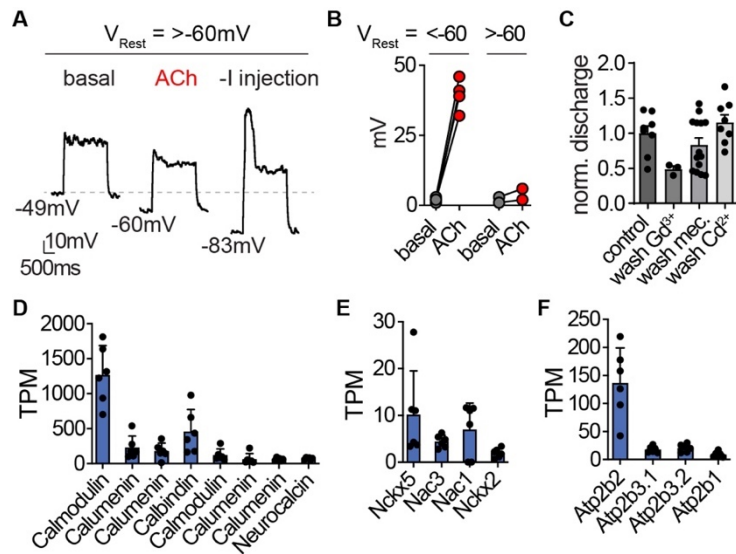 A
V_Rest = >-60mV
basal
ACh
-I injection
-49mV
-60mV
-83mV
10mV
500ms
B
V_Rest = <-60 >-60
50
25
0
mV
basal
ACh
basal
ACh
C
2.0
1.5
1.0
0.5
0
norm. discharge
control
wash Gd³⁺
wash mec.
wash Cd²⁺
D
2000
1500
1000
500
0
TPM
Calmodulin
Calumenin
Calumenin
Calbindin
Calmodulin
Calumenin
Calumenin
Neurocalcin
E
30
20
10
0
TPM
Nckx5
Nac3
Nac1
Nckx2
F
250
200
150
100
50
0
TPM
Atp2b2
Atp2b3.1
Atp2b3.2
Atp2b1